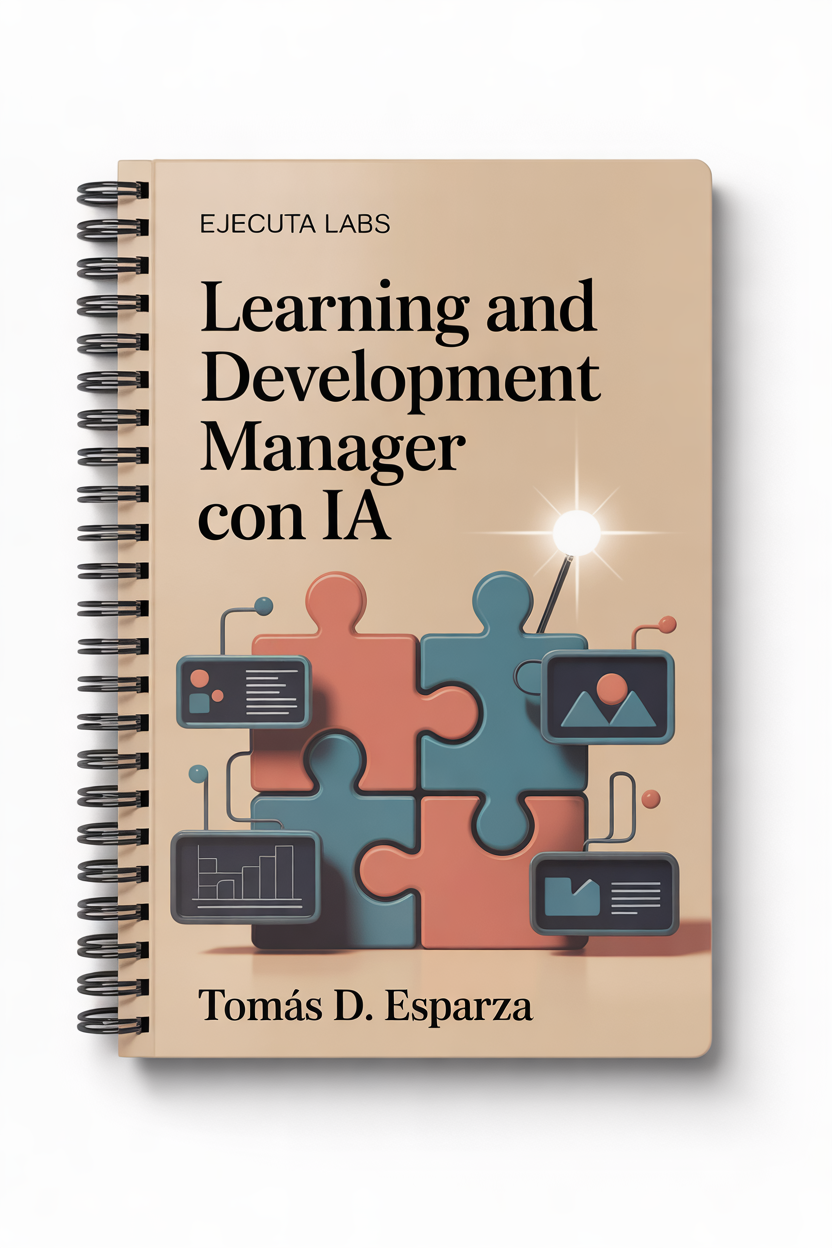 EJECUTA LABS
Learning and
Development
Manager
con IA
Tomás D. Esparza